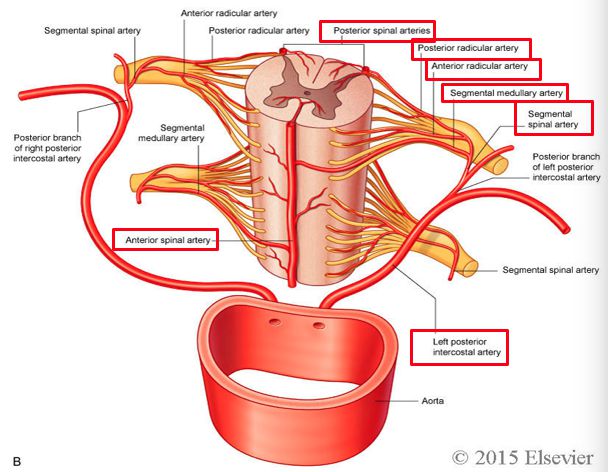 Anterior radicular artery
Segmental spinal artery
Posterior radicular artery
Posterior spinal arteries
Posterior radicular artery
Anterior radicular artery
Segmental medullary artery
Segmental
spinal artery
Posterior branch
of right posterior
intercostal artery
Segmental
medullary artery
Posterior branch
of left posterior
intercostal artery
Anterior spinal artery
Segmental spinal artery
Left posterior
intercostal artery
Aorta
B
© 2015 Elsevier